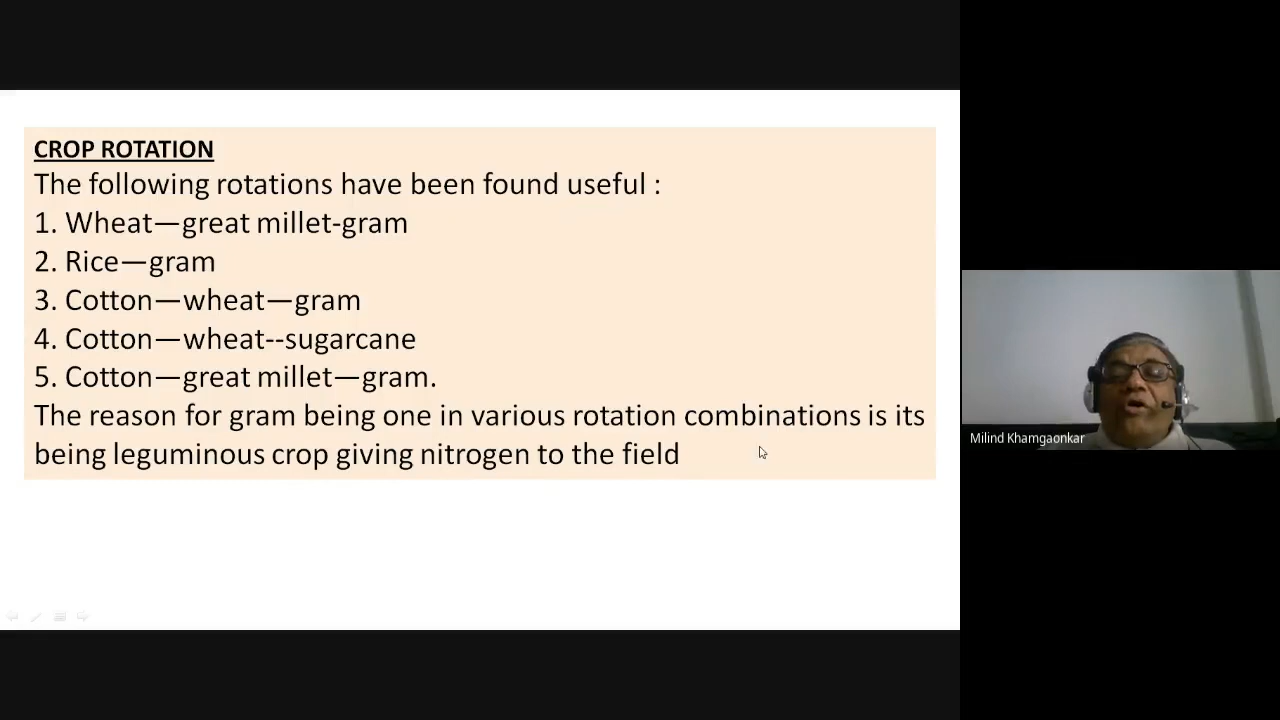 CROP ROTATION
The following rotations have been found useful :
1. Wheat—great millet-gram
2. Rice—gram
3. Cotton—wheat—gram
4. Cotton—wheat--sugarcane
5. Cotton—great millet—gram.
The reason for gram being one in various rotation combinations is its
being leguminous crop giving nitrogen to the field
Milind Khamgaonkar